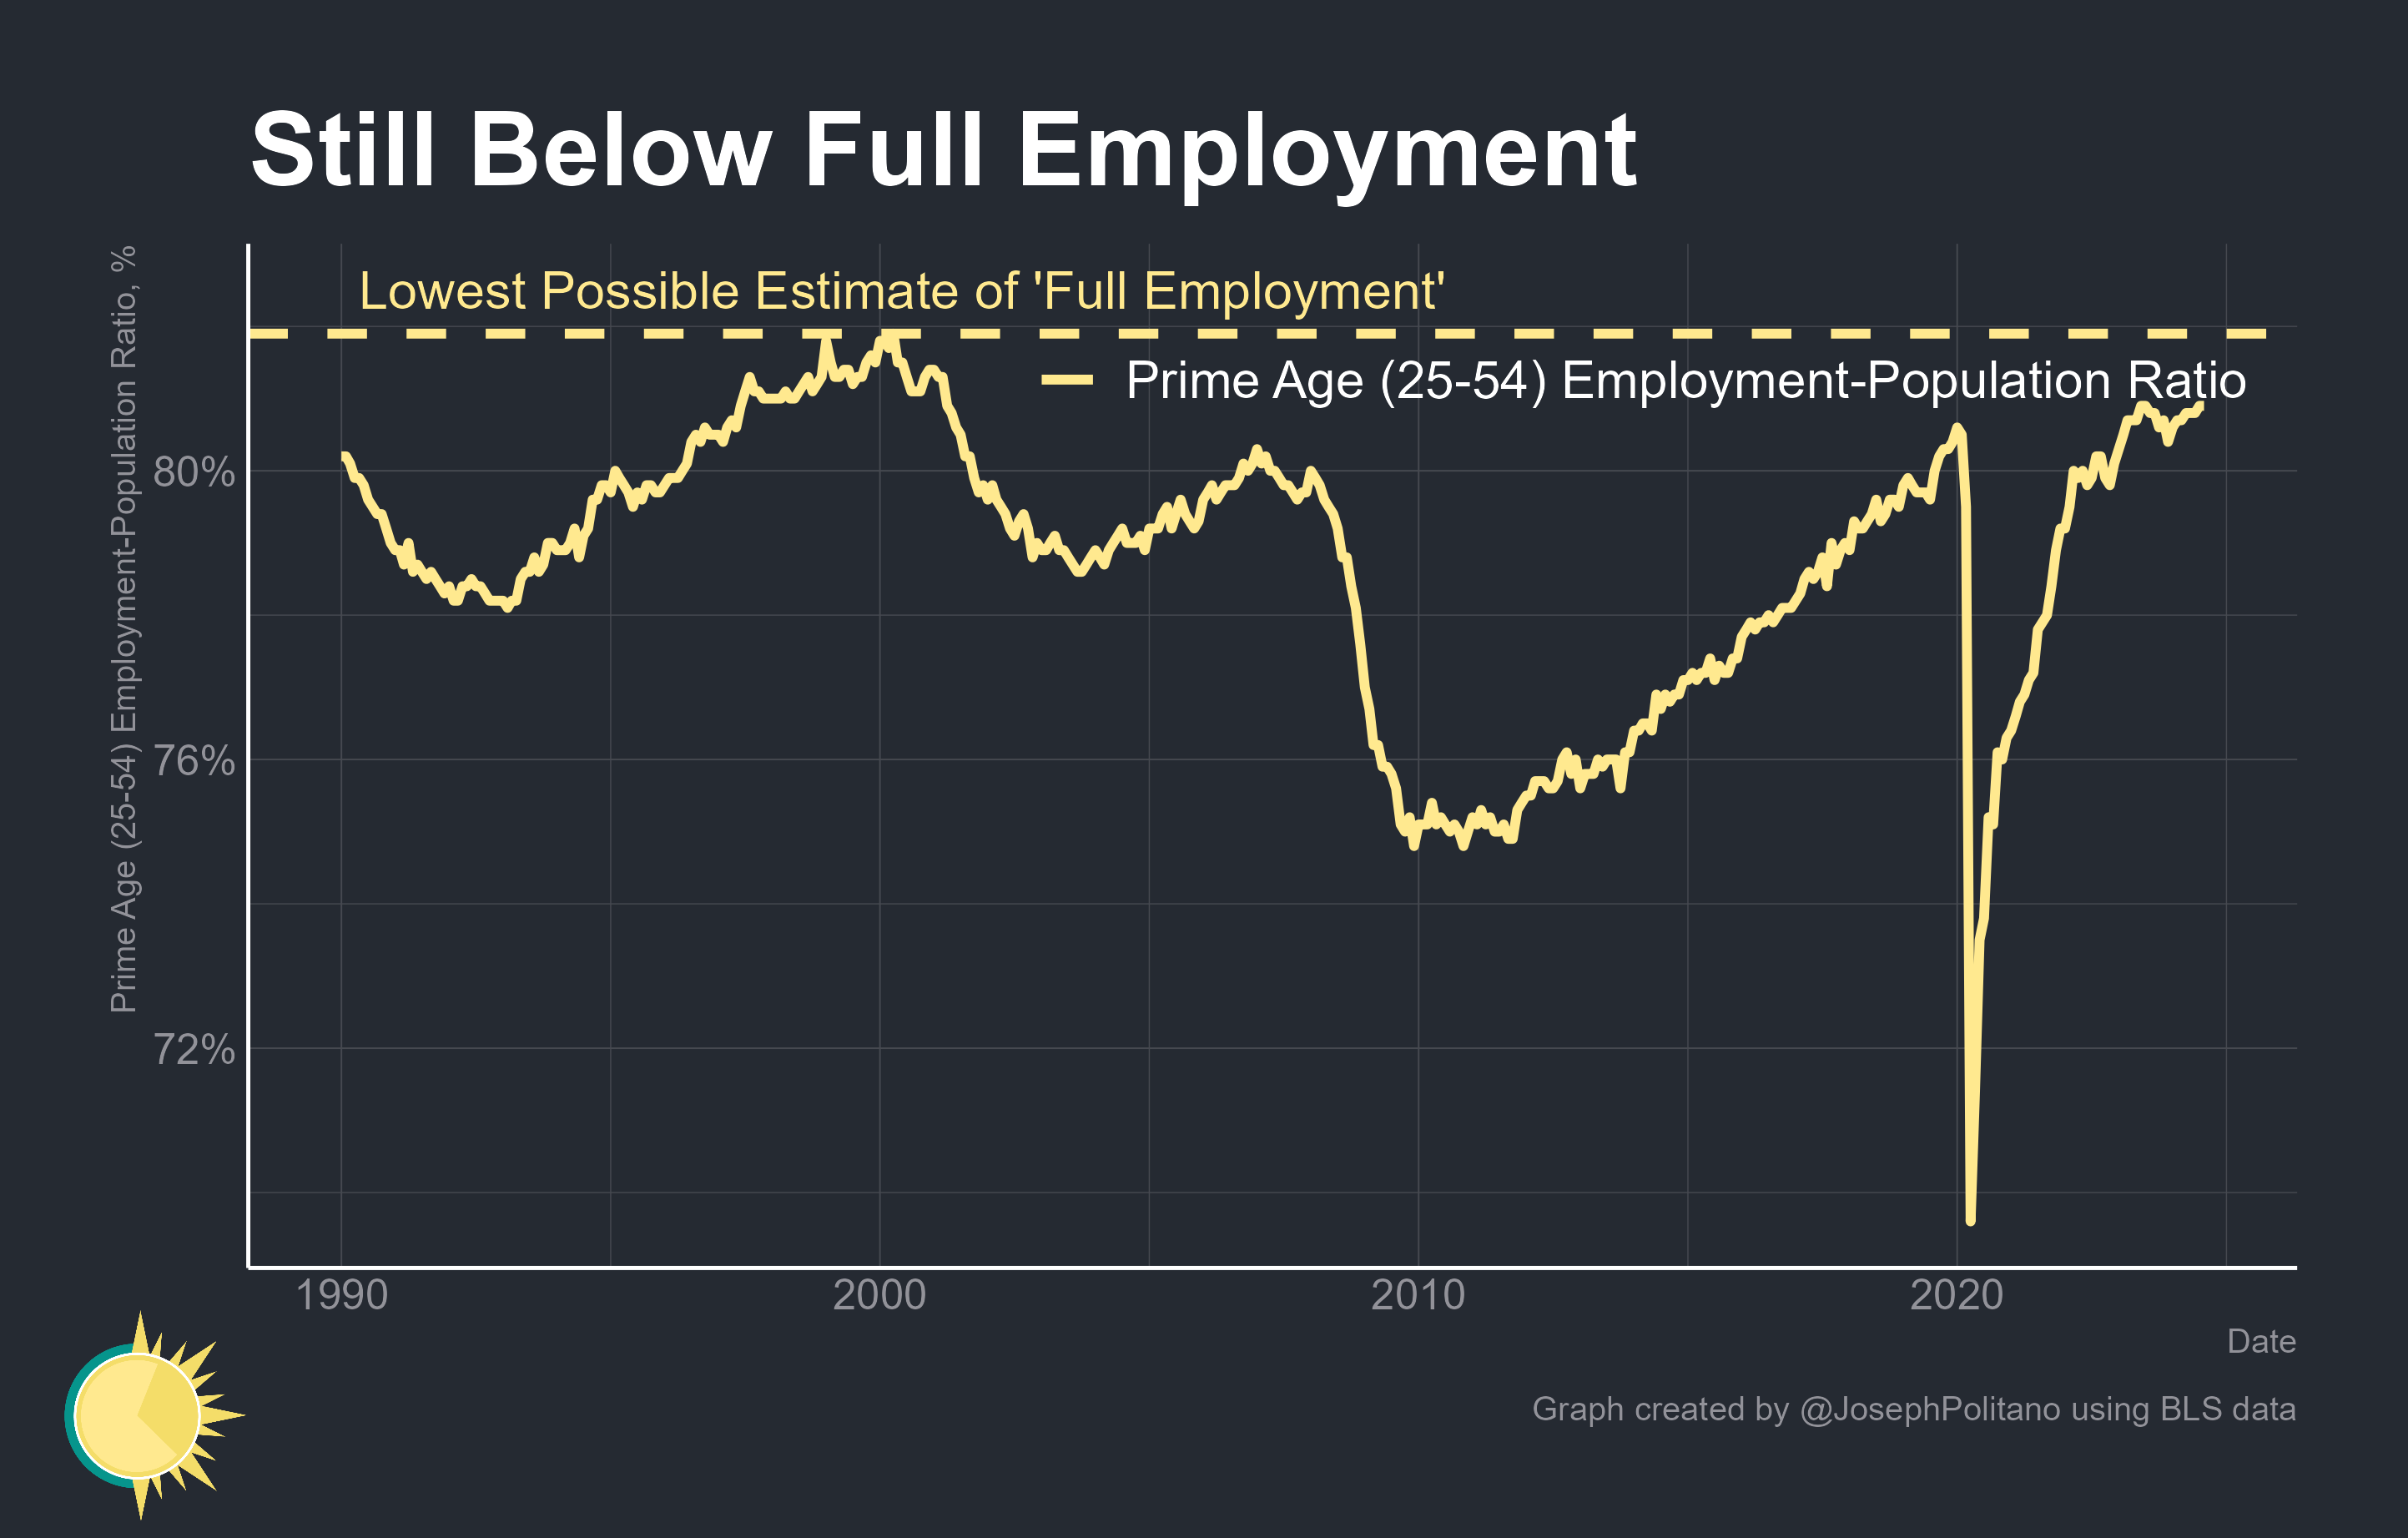 Still Below Full Employment
Prime Age (25-54) Employment-Population Ratio, %
Lowest Possible Estimate of 'Full Employment'
Prime Age (25-54) Employment-Population Ratio
80%
76%
72%
1990 2000 2010 2020
Date
Graph created by @JosephPolitano using BLS data